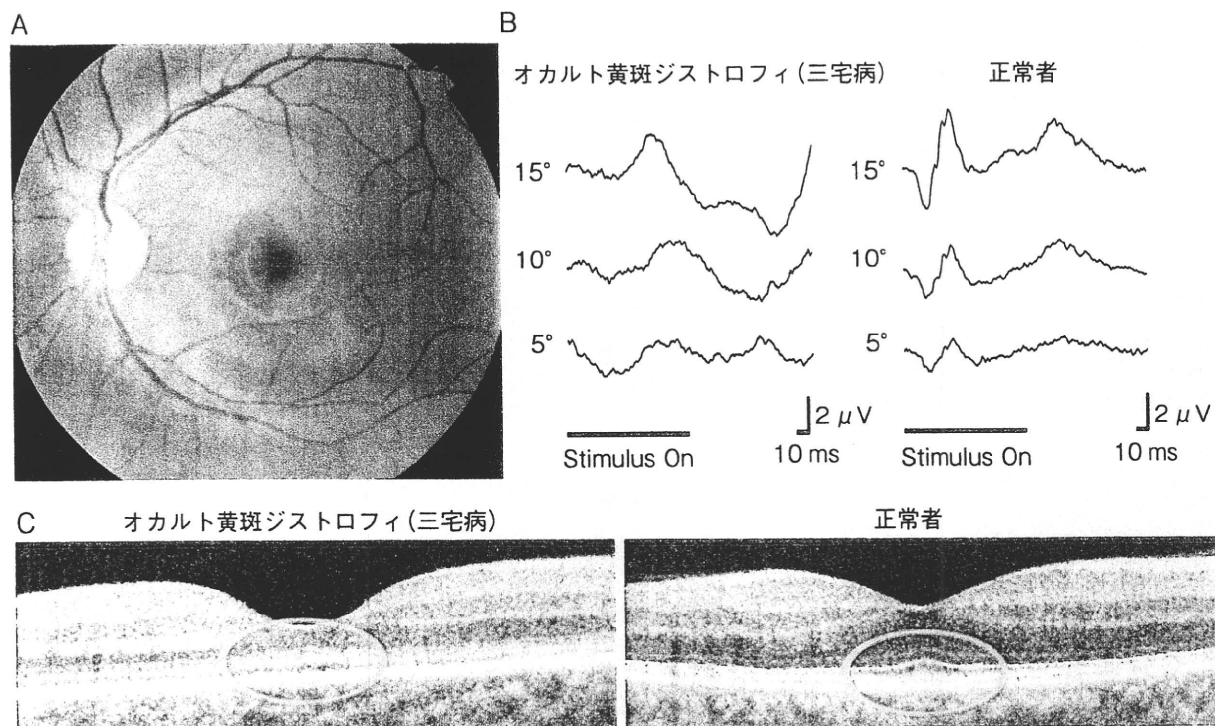 A
B
オカルト黄斑ジストロフィ(三宅病)
正常者
15°
15°
10°
10°
5°
5°
2 μV
2 μV
Stimulus On
10 ms
Stimulus On
10 ms
C
オカルト黄斑ジストロフィ(三宅病)
正常者